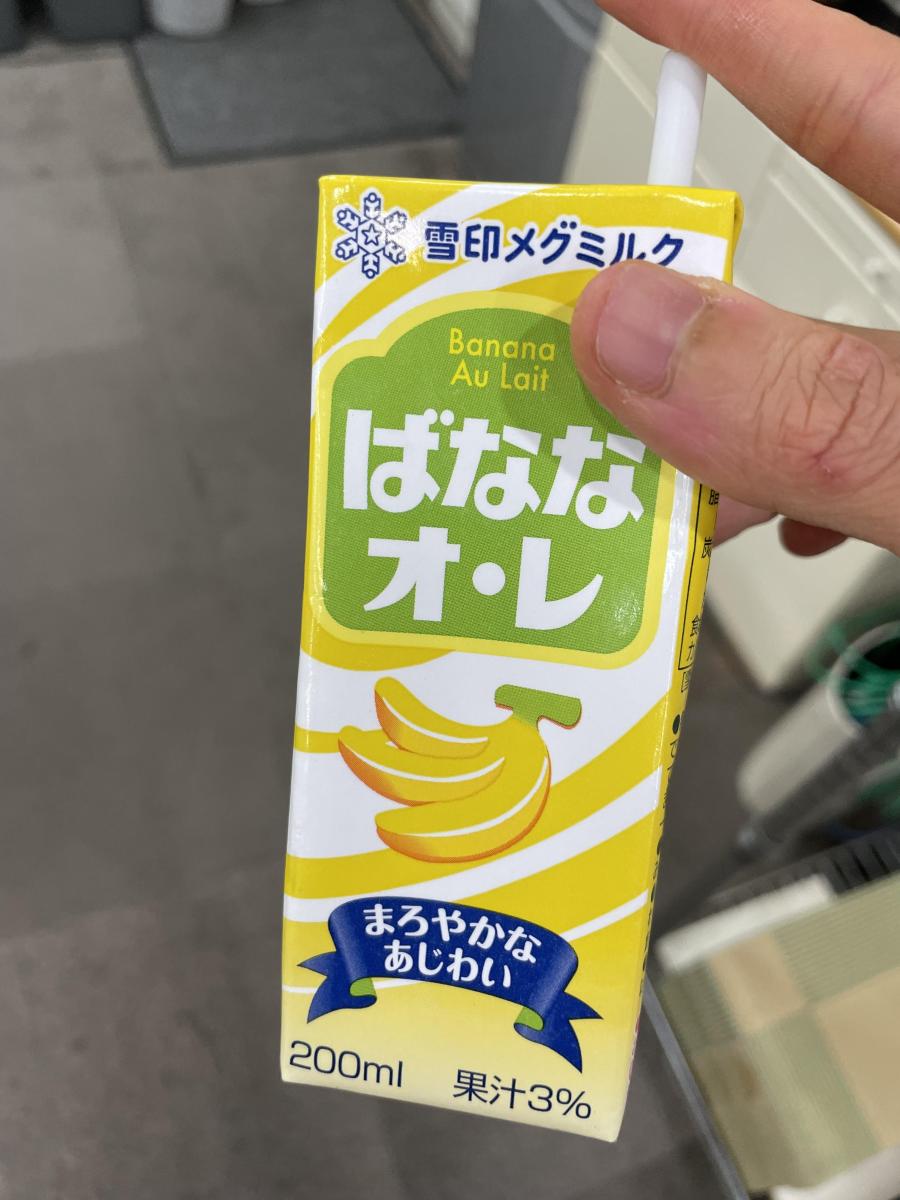 雪印メグミルク
Banana
Au Lait
ばなな
オ・レ
まろやかな
あじわい
200ml 果汁3%